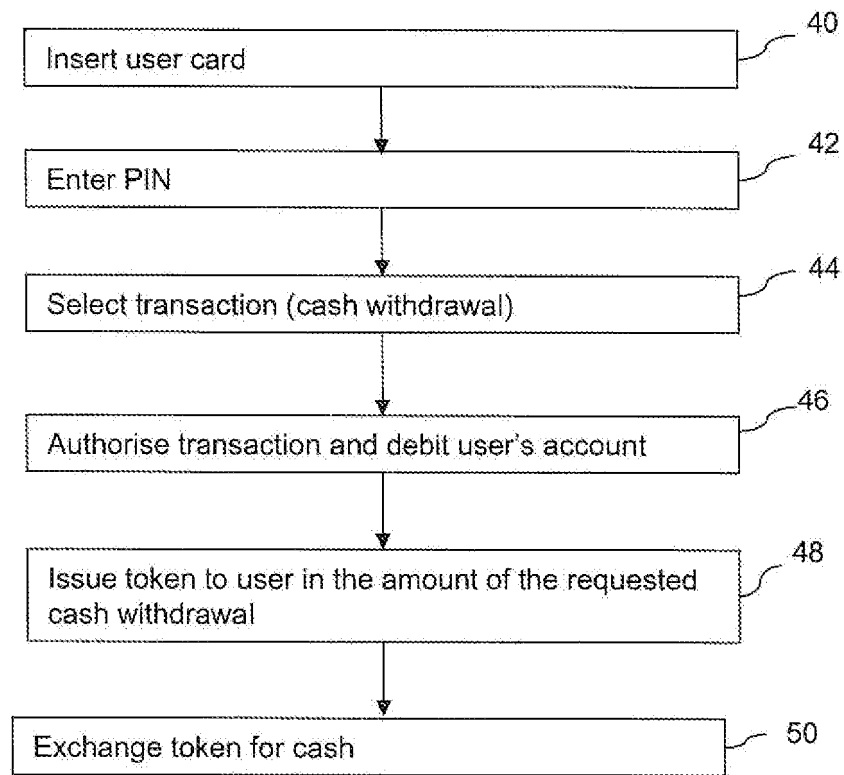 40
Insert user card
42
Enter PIN
44
Select transaction (cash withdrawal)
46
Authorise transaction and debit user's account
48
Issue token to user in the amount of the requested
cash withdrawal
50
Exchange token for cash